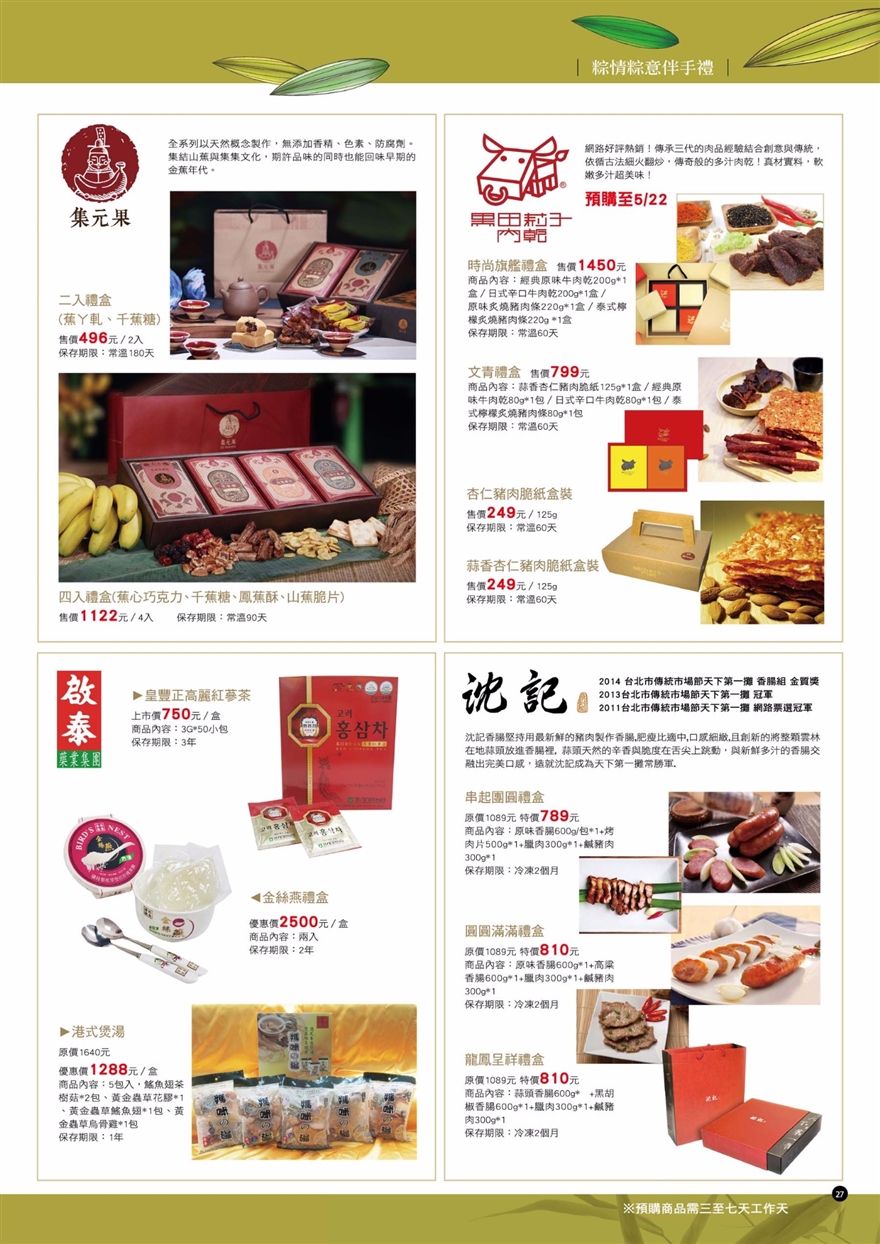 粽情粽意伴手禮
集元果
全系列以天然概念製作，無添加香精、色素、防腐劑。
集結山蕉與集集文化，期許品味的同時也能回味早期的
金蕉年代。
二入禮盒
(蕉ㄚ軋、千蕉糖)
售價496元 / 2入
保存期限：常溫180天
四入禮盒(蕉心巧克力、千蕉糖、鳳蕉酥、山蕉脆片)
售價1122元 / 4入 保存期限：常溫90天
黑田莊
肉乾
網路好評熱銷！傳承三代的肉品經驗結合創意與傳統，
依循古法細火翻炒，傳奇般的多汁肉乾！真材實料，軟
嫩多汁超美味！
預購至5/22
時尚旗艦禮盒 售價1450元
商品內容：經典原味牛肉乾200g*1
盒 / 日式辛口牛肉乾200g*1盒 /
原味炙燒豬肉條220g*1盒 / 泰式檸
檬炙燒豬肉條220g *1盒
保存期限：常溫60天
文青禮盒 售價799元
商品內容：蒜香杏仁豬肉脆紙125g*1盒 / 經典原
味牛肉乾80g*1包 / 日式辛口牛肉乾80g*1包 / 泰
式檸檬炙燒豬肉條80g*1包
保存期限：常溫60天
杏仁豬肉脆紙盒裝
售價249元 / 125g
保存期限：常溫60天
蒜香杏仁豬肉脆紙盒裝
售價249元 / 125g
保存期限：常溫60天
啟泰
藥業集團
▶皇豐正高麗紅蔘茶
上市價750元 / 盒
商品內容：3G*50小包
保存期限：3年
고려
홍삼차
BIRD'S NEST
金絲燕
◀金絲燕禮盒
優惠價2500元 / 盒
商品內容：兩入
保存期限：2年
▶港式煲湯
原價1640元
優惠價1288元 / 盒
商品內容：5包入，鰭魚翅茶
樹菇*2包、黃金蟲草花膠*1
、黃金蟲草鰭魚翅*1包、黃
金蟲草烏骨雞*1包
保存期限：1年
沈記
2014 台北市傳統市場節天下第一攤 香腸組 金質獎
2013台北市傳統市場節天下第一攤 冠軍
2011台北市傳統市場節天下第一攤 網路票選冠軍
沈記香腸堅持用最新鮮的豬肉製作香腸,肥瘦比適中,口感細緻,且創新的將整顆雲林
在地蒜頭放進香腸裡, 蒜頭天然的辛香與脆度在舌尖上跳動，與新鮮多汁的香腸交
融出完美口感，造就沈記成為天下第一攤常勝軍.
串起團圓禮盒
原價1089元 特價789元
商品內容：原味香腸600g/包*1+烤
肉片500g*1+臘肉300g*1+鹹豬肉
300g*1
保存期限：冷凍2個月
圓圓滿滿禮盒
原價1089元 特價810元
商品內容：原味香腸600g*1+高粱
香腸600g*1+臘肉300g*1+鹹豬肉
300g*1
保存期限：冷凍2個月
龍鳳呈祥禮盒
原價1089元 特價810元
商品內容：蒜頭香腸600g* +黑胡
椒香腸600g*1+臘肉300g*1+鹹豬
肉300g*1
保存期限：冷凍2個月
27
※預購商品需三至七天工作天